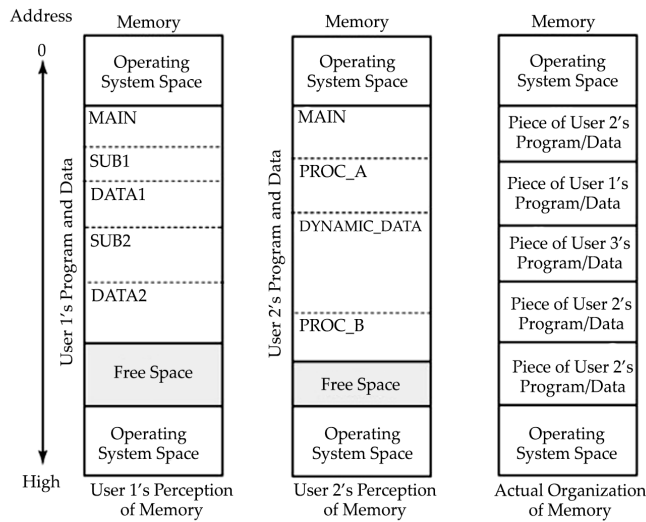 Address
0
High
Memory
Operating
System Space
User 1's Program and Data
MAIN
SUB1
DATA1
SUB2
DATA2
Free Space
Operating
System Space
User 1's Perception
of Memory
Memory
Operating
System Space
User 2's Program and Data
MAIN
PROC_A
DYNAMIC_DATA
PROC_B
Free Space
Operating
System Space
User 2's Perception
of Memory
Memory
Operating
System Space
Piece of User 2's
Program/Data
Piece of User 1's
Program/Data
Piece of User 3's
Program/Data
Piece of User 2's
Program/Data
Piece of User 2's
Program/Data
Operating
System Space
Actual Organization
of Memory